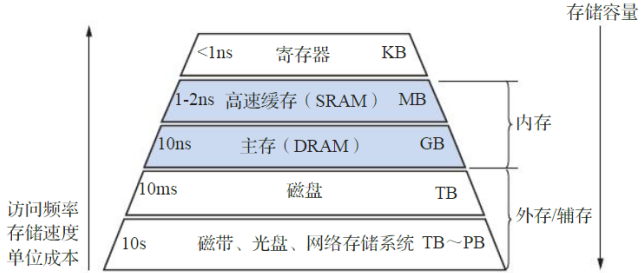 存储容量
<1ns 寄存器 KB
1-2ns 高速缓存（SRAM） MB
内存
10ns 主存（DRAM） GB
10ms 磁盘 TB
外存/辅存
访问频率
存储速度
单位成本
10s 磁带、光盘、网络存储系统 TB～PB